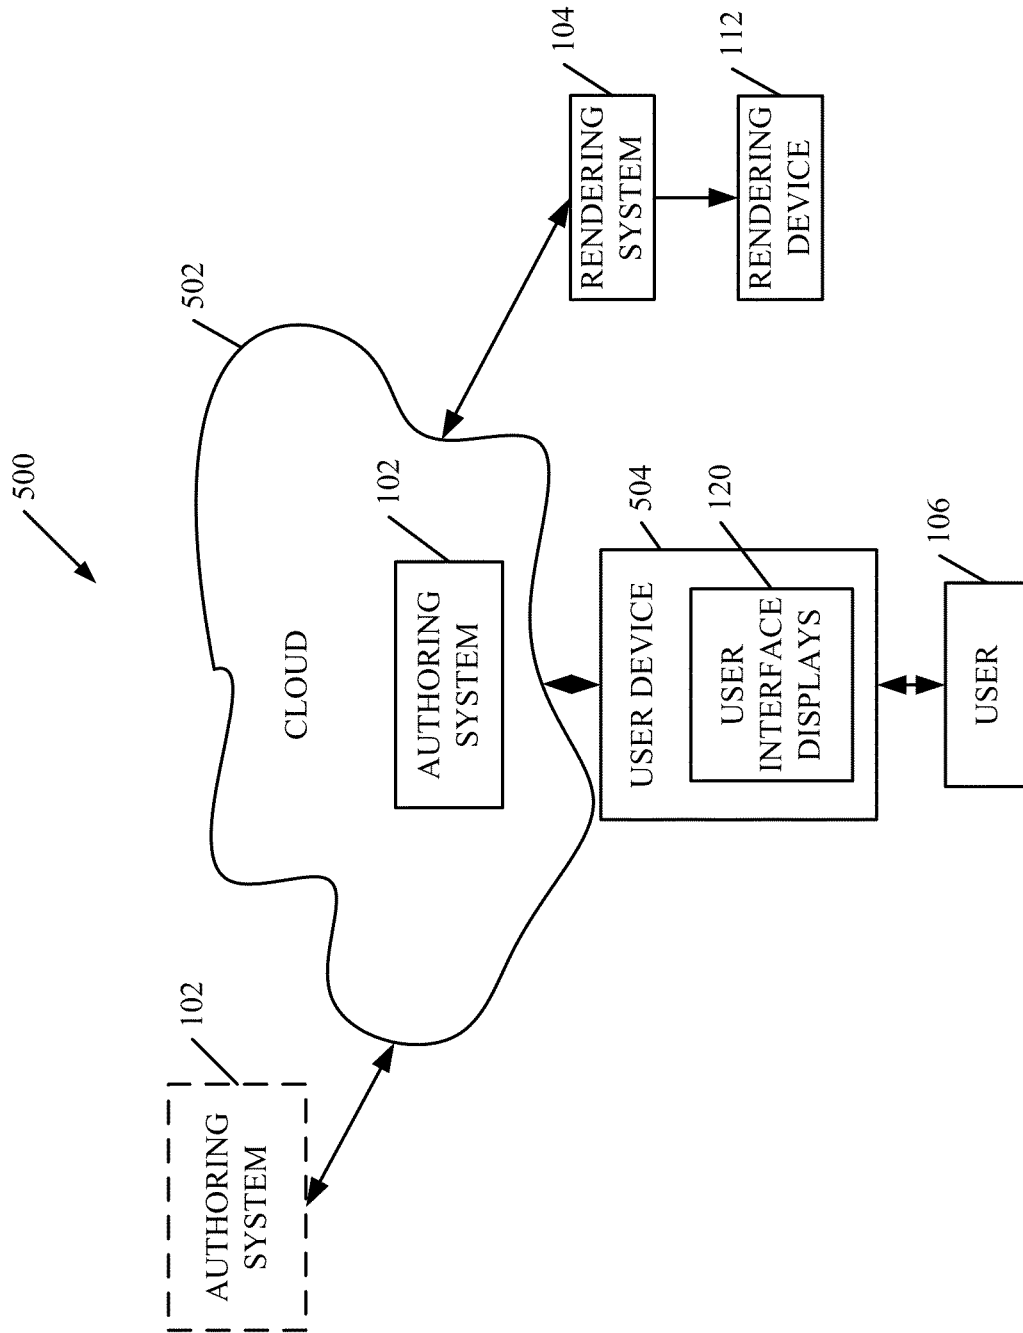 500
502
CLOUD
102
AUTHORING
SYSTEM
102
AUTHORING
SYSTEM
104
RENDERING
SYSTEM
112
RENDERING
DEVICE
504
USER DEVICE
120
USER
INTERFACE
DISPLAYS
106
USER